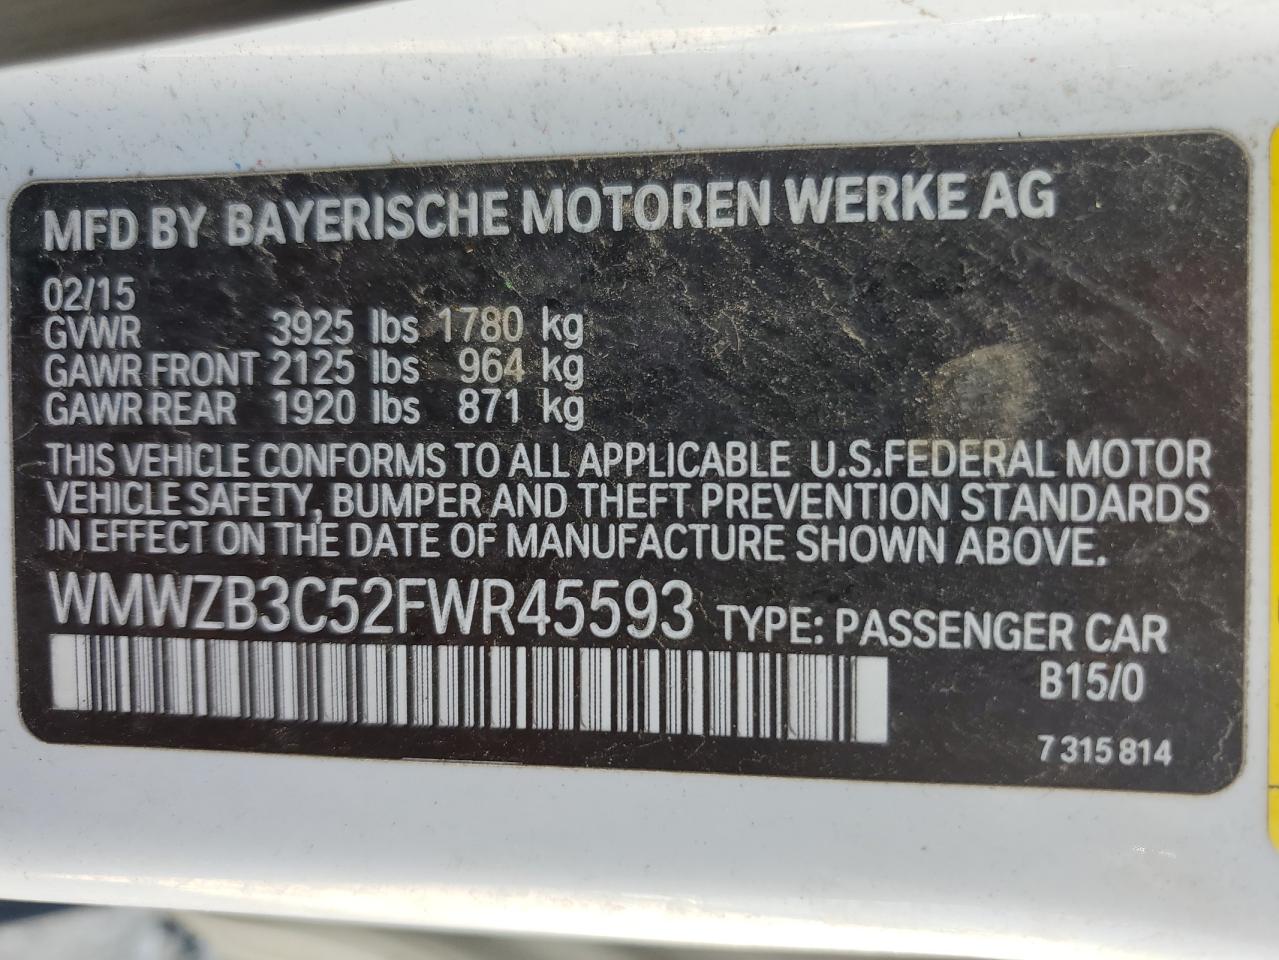 MFD BY BAYERISCHE MOTOREN WERKE AG
02/15
GVWR 3925 lbs 1780 kg
GAWR FRONT 2125 lbs 964 kg
GAWR REAR 1920 lbs 871 kg
THIS VEHICLE CONFORMS TO ALL APPLICABLE U.S.FEDERAL MOTOR
VEHICLE SAFETY, BUMPER AND THEFT PREVENTION STANDARDS
IN EFFECT ON THE DATE OF MANUFACTURE SHOWN ABOVE.
WMWZB3C52FWR45593 TYPE: PASSENGER CAR
B15/0
7 315 814